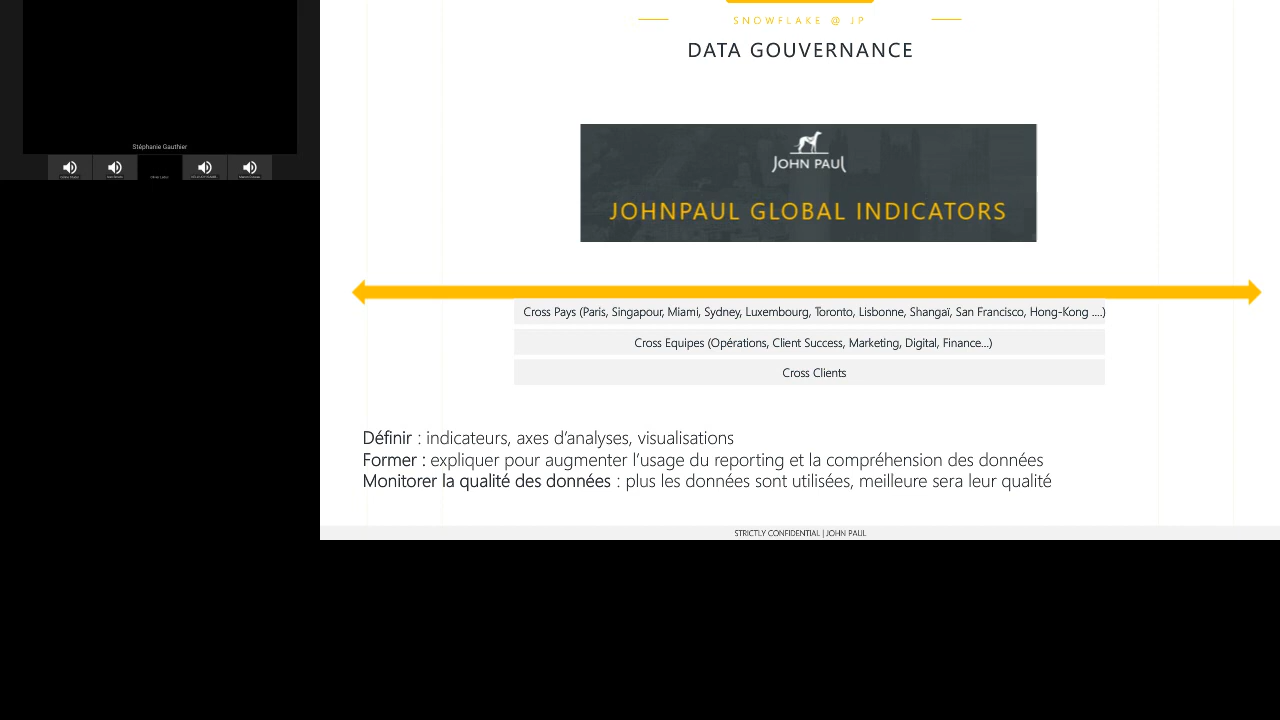 SNOWFLAKE @ JP
DATA GOUVERNANCE
JOHN PAUL
JOHNPAUL GLOBAL INDICATORS
Stéphanie Gauthier
Cross Pays (Paris, Singapour, Miami, Sydney, Luxembourg, Toronto, Lisbonne, Shangaï, San Francisco, Hong-Kong ....)
Cross Equipes (Opérations, Client Success, Marketing, Digital, Finance...)
Cross Clients
Définir : indicateurs, axes d'analyses, visualisations
Former : expliquer pour augmenter l'usage du reporting et la compréhension des données
Monitorer la qualité des données : plus les données sont utilisées, meilleure sera leur qualité
STRICTLY CONFIDENTIAL | JOHN PAUL